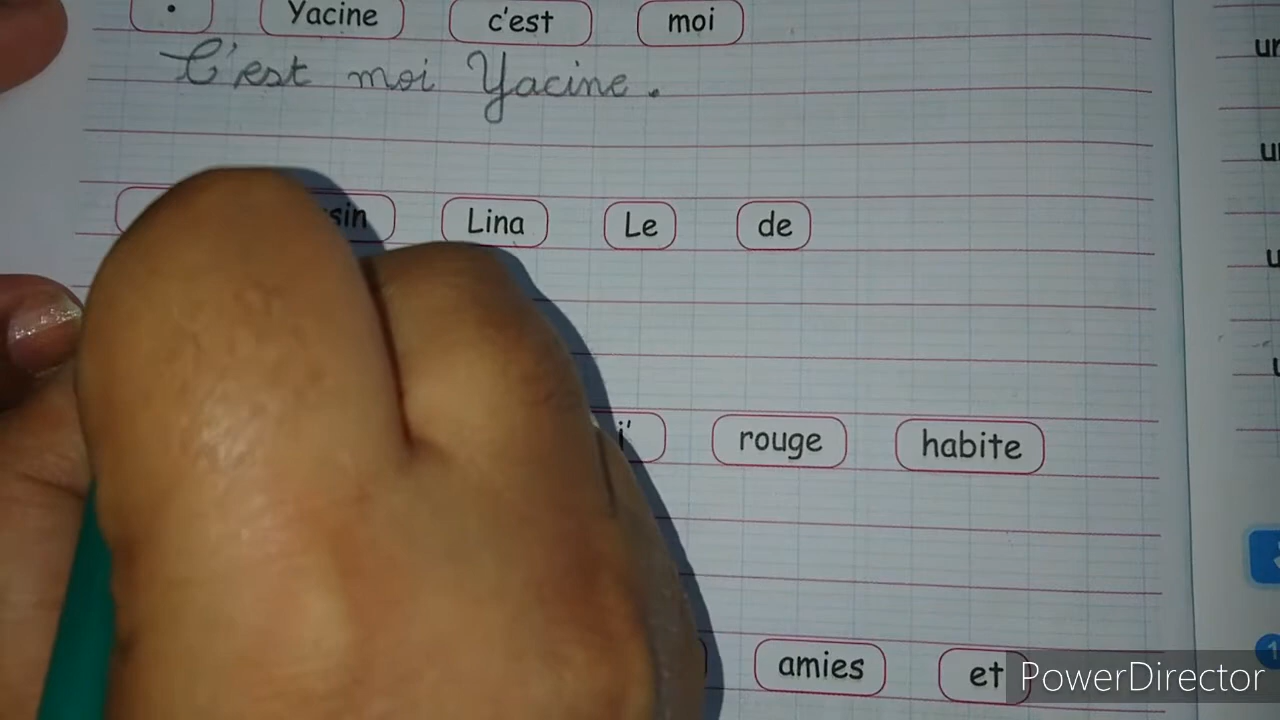 . Yacine c'est moi
C'est moi Yacine.
Lina Le de
j' rouge habite
amies et
PowerDirector